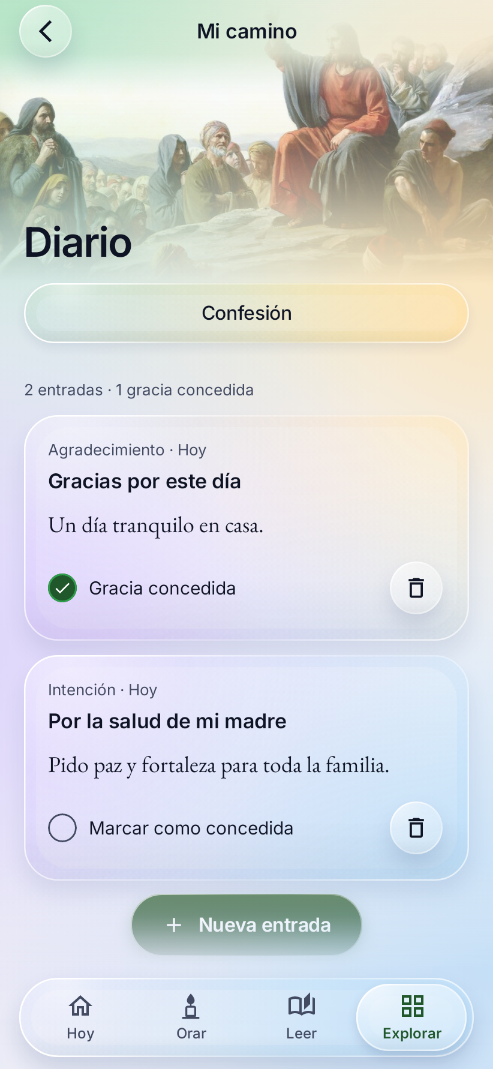 Mi camino
Diario
Confesión
2 entradas · 1 gracia concedida
Agradecimiento · Hoy
Gracias por este día
Un día tranquilo en casa.
Gracia concedida
Intención · Hoy
Por la salud de mi madre
Pido paz y fortaleza para toda la familia.
Marcar como concedida
+ Nueva entrada
Hoy Orar Leer Explorar